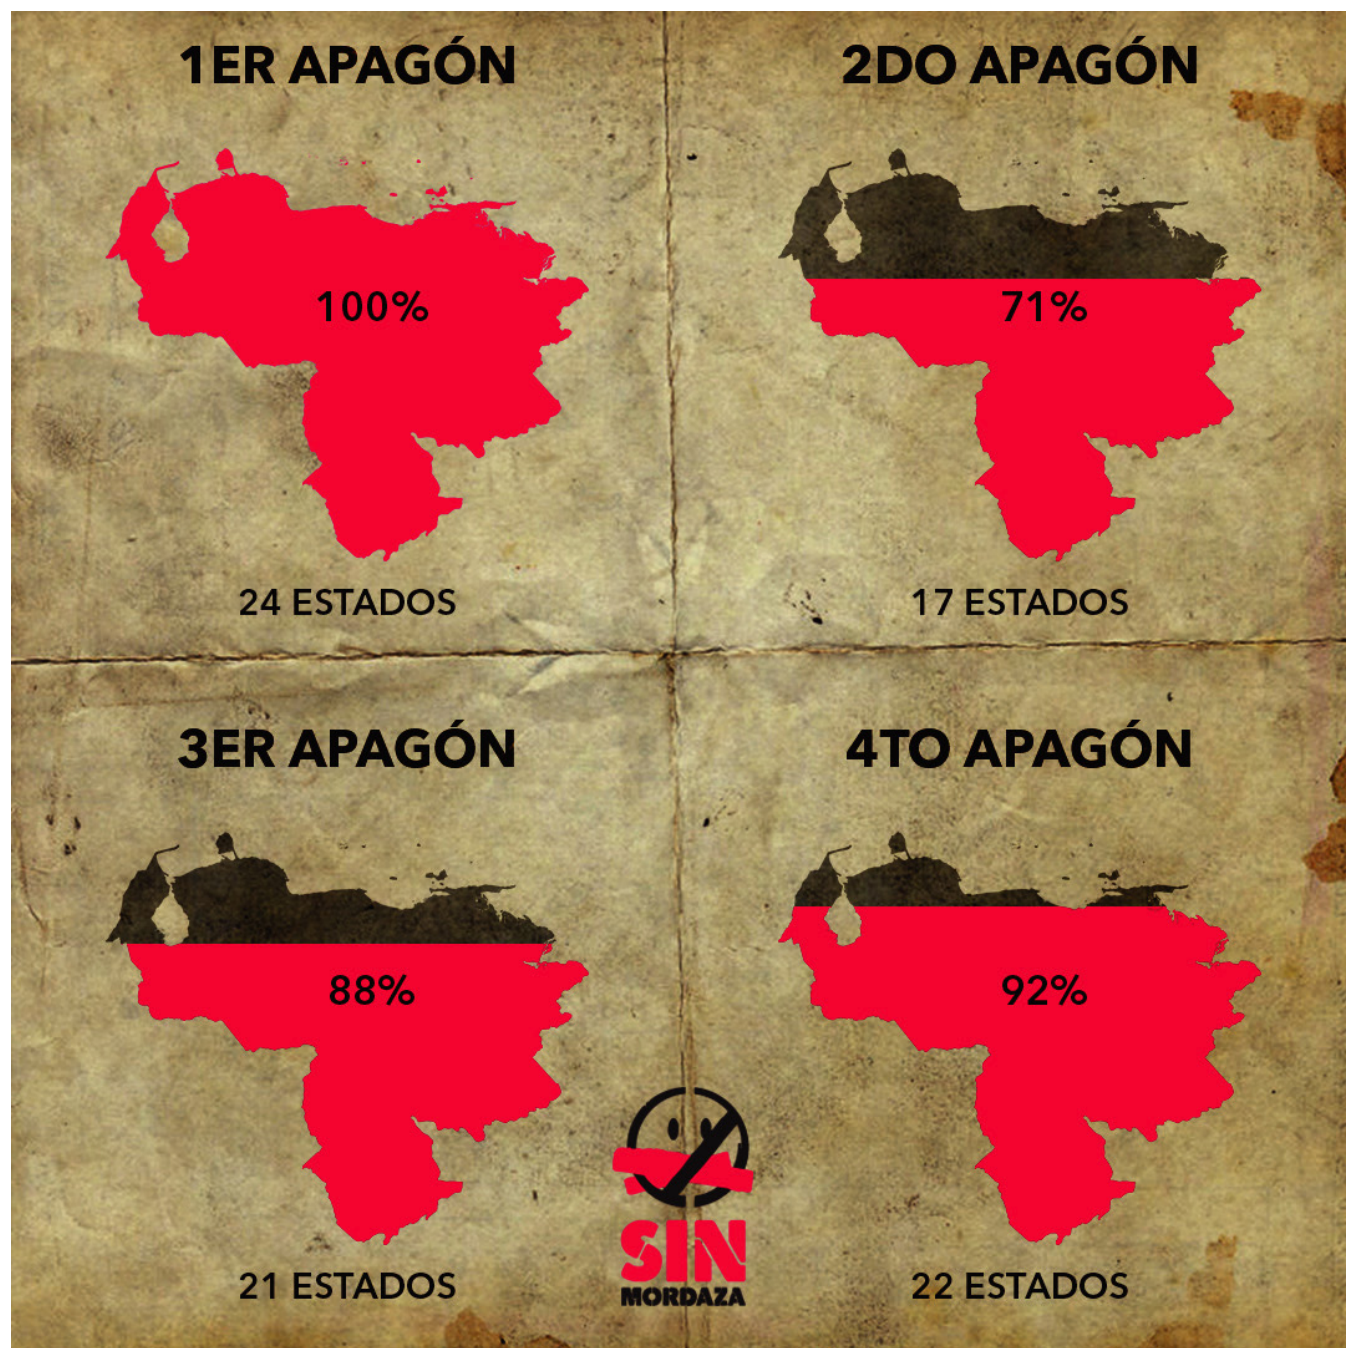 1ER APAGÓN
100%
24 ESTADOS
2DO APAGÓN
71%
17 ESTADOS
3ER APAGÓN
88%
21 ESTADOS
4TO APAGÓN
92%
22 ESTADOS
SIN
MORDAZA